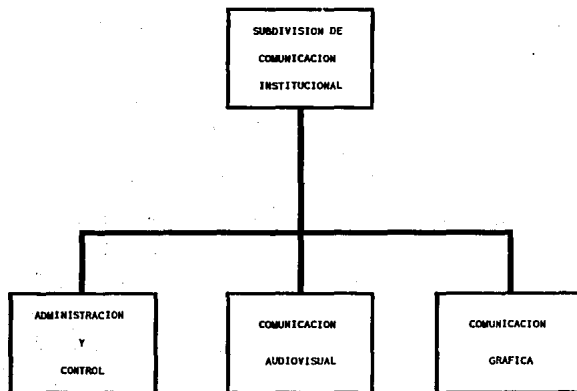 SUBDIVISION DE
COMUNICACION
INSTITUCIONAL
ADMINISTRACION
Y
CONTROL
COMUNICACION
AUDIOVISUAL
COMUNICACION
GRAFICA